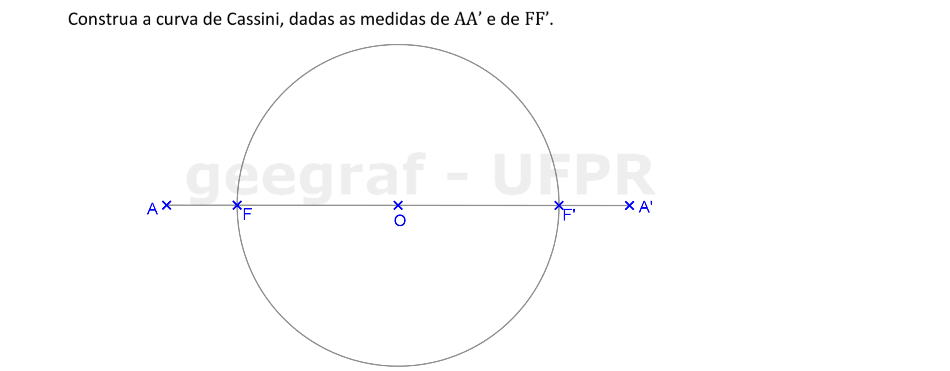 Construa a curva de Cassini, dadas as medidas de AA’ e de FF’.
geegraf - UFPR
A
F
O
F'
A'